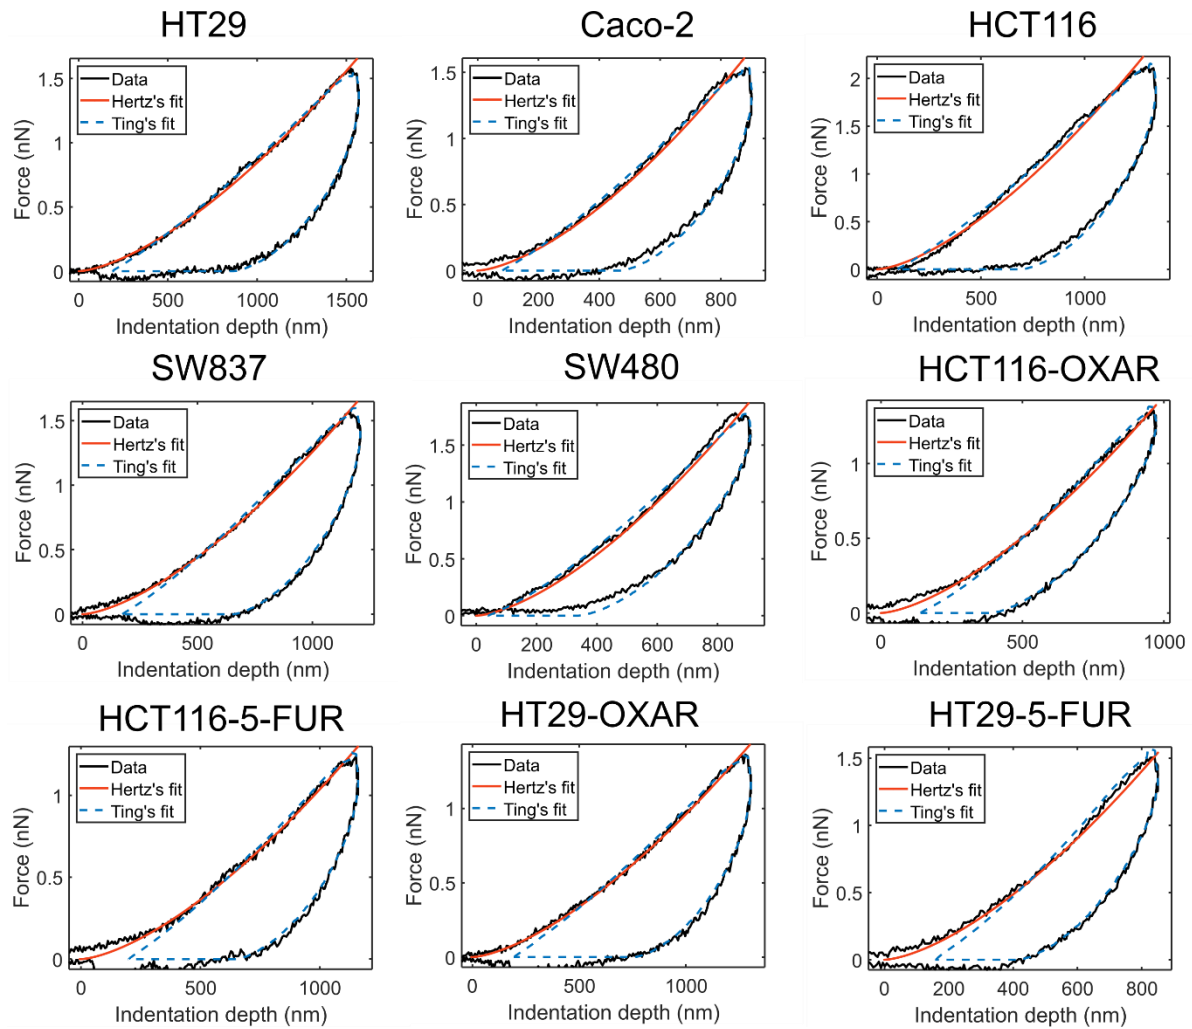 HT29
Data
Hertz's fit
Ting's fit
Force (nN)
1.5
1
0.5
0
0 500 1000 1500
Indentation depth (nm)
Caco-2
Data
Hertz's fit
Ting's fit
Force (nN)
1.5
1
0.5
0
0 200 400 600 800
Indentation depth (nm)
HCT116
Data
Hertz's fit
Ting's fit
Force (nN)
2
1.5
1
0.5
0
0 500 1000
Indentation depth (nm)
SW837
Data
Hertz's fit
Ting's fit
Force (nN)
1.5
1
0.5
0
0 500 1000
Indentation depth (nm)
SW480
Data
Hertz's fit
Ting's fit
Force (nN)
1.5
1
0.5
0
0 200 400 600 800
Indentation depth (nm)
HCT116-OXAR
Data
Hertz's fit
Ting's fit
Force (nN)
1
0.5
0
0 500 1000
Indentation depth (nm)
HCT116-5-FUR
Data
Hertz's fit
Ting's fit
Force (nN)
1
0.5
0
0 500 1000
Indentation depth (nm)
HT29-OXAR
Data
Hertz's fit
Ting's fit
Force (nN)
1
0.5
0
0 500 1000
Indentation depth (nm)
HT29-5-FUR
Data
Hertz's fit
Ting's fit
Force (nN)
1.5
1
0.5
0
0 200 400 600 800
Indentation depth (nm)